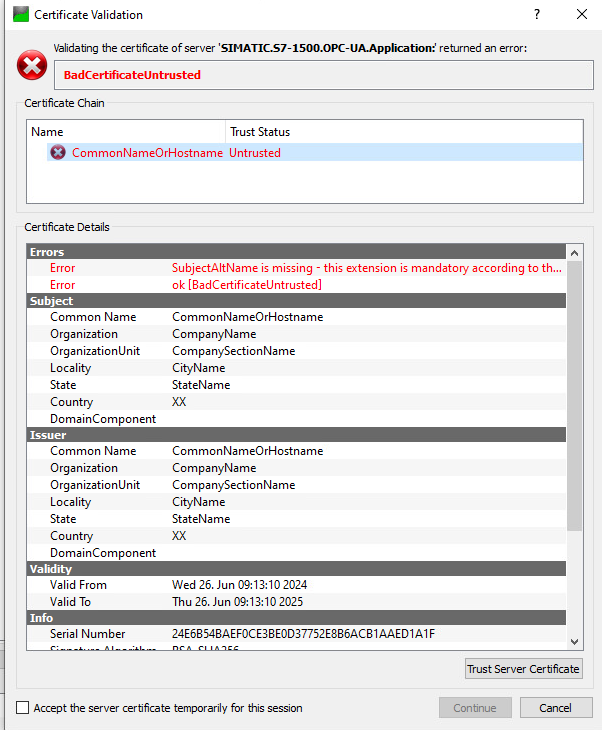 Certificate Validation
?
Validating the certificate of server 'SIMATIC.S7-1500.OPC-UA.Application:' returned an error:
BadCertificateUntrusted
Certificate Chain
Name Trust Status
CommonNameOrHostname Untrusted
Certificate Details
Errors
Error SubjectAltName is missing - this extension is mandatory according to th...
Error ok [BadCertificateUntrusted]
Subject
Common Name CommonNameOrHostname
Organization CompanyName
OrganizationUnit CompanySectionName
Locality CityName
State StateName
Country XX
DomainComponent
Issuer
Common Name CommonNameOrHostname
Organization CompanyName
OrganizationUnit CompanySectionName
Locality CityName
State StateName
Country XX
DomainComponent
Validity
Valid From Wed 26. Jun 09:13:10 2024
Valid To Thu 26. Jun 09:13:10 2025
Info
Serial Number 24E6B54BAEF0CE3BE0D37752E8B6ACB1AAED1A1F
Signature Algorithm RSA-SHA256
Trust Server Certificate
Accept the server certificate temporarily for this session
Continue
Cancel